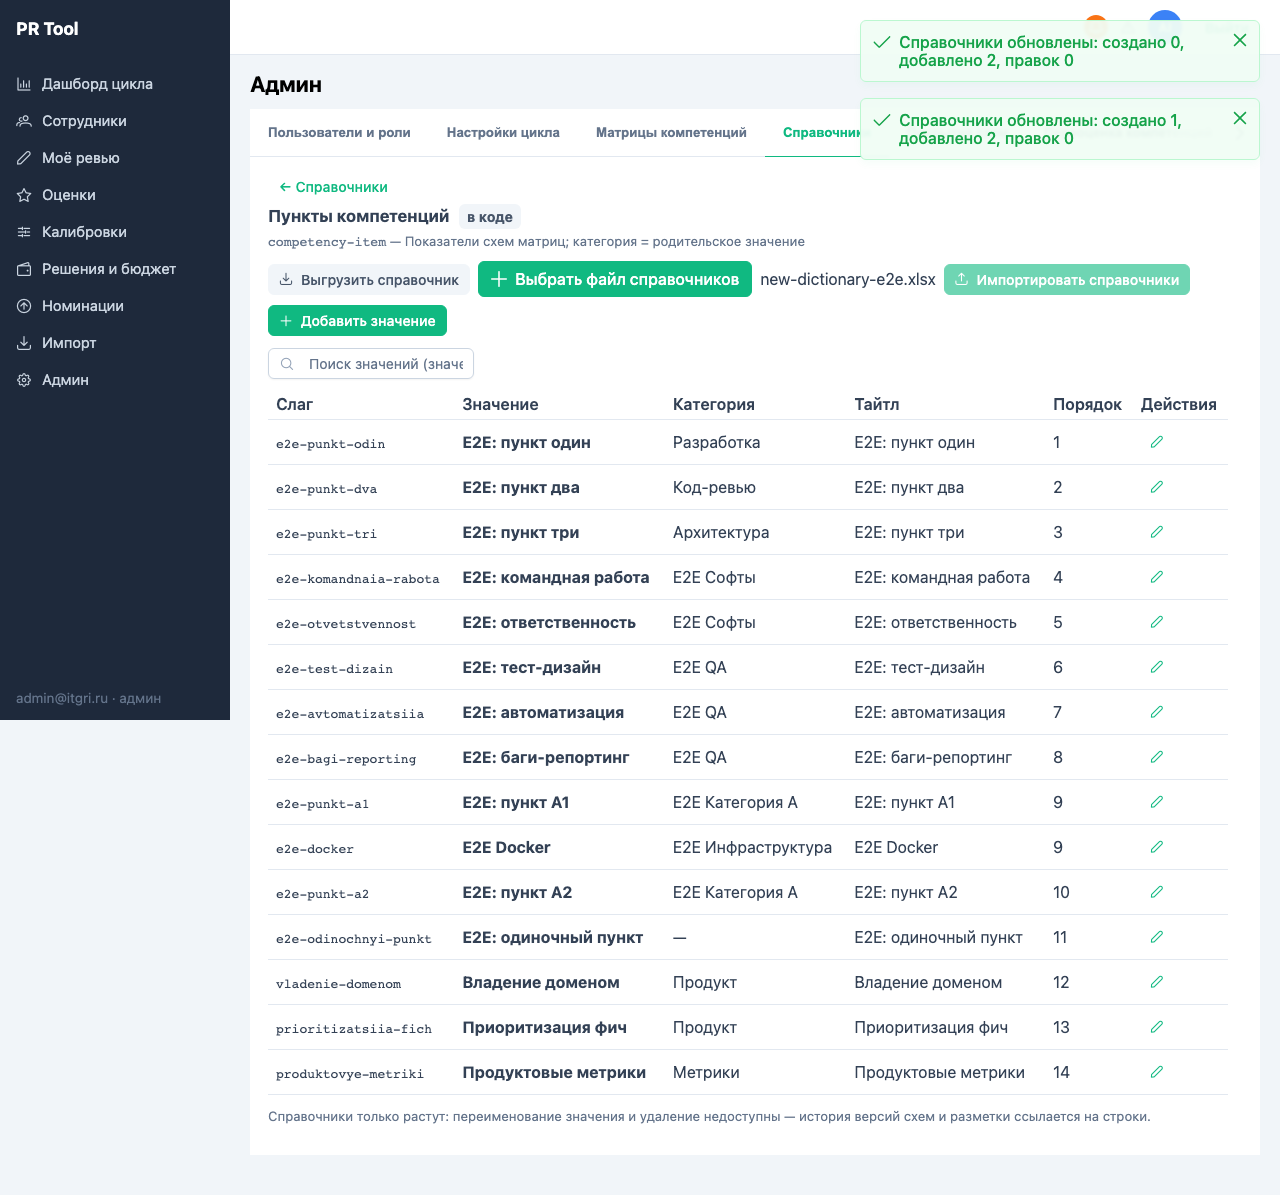 PR Tool
Дашборд цикла
Сотрудники
Моё ревью
Оценки
Калибровки
Решения и бюджет
Номинации
Импорт
Админ
admin@itgri.ru · админ
Справочники обновлены: создано 0,
добавлено 2, правок 0
Справочники обновлены: создано 1,
добавлено 2, правок 0
Админ
Пользователи и роли Настройки цикла Матрицы компетенций
← Справочники
Пункты компетенций в коде
competency-item — Показатели схем матриц; категория = родительское значение
Выгрузить справочник + Выбрать файл справочников new-dictionary-e2e.xlsx Импортировать справочники
+ Добавить значение
Поиск значений (значе
Слаг Значение Категория Тайтл Порядок Действия
e2e-punkt-odin E2E: пункт один Разработка E2E: пункт один 1
e2e-punkt-dva E2E: пункт два Код-ревью E2E: пункт два 2
e2e-punkt-tri E2E: пункт три Архитектура E2E: пункт три 3
e2e-komandnaia-rabota E2E: командная работа E2E Софты E2E: командная работа 4
e2e-otvetstvennost E2E: ответственность E2E Софты E2E: ответственность 5
e2e-test-dizain E2E: тест-дизайн E2E QA E2E: тест-дизайн 6
e2e-avtomatizatsiia E2E: автоматизация E2E QA E2E: автоматизация 7
e2e-bagi-reporting E2E: баги-репортинг E2E QA E2E: баги-репортинг 8
e2e-punkt-a1 E2E: пункт А1 E2E Категория А E2E: пункт А1 9
e2e-docker E2E Docker E2E Инфраструктура E2E Docker 9
e2e-punkt-a2 E2E: пункт А2 E2E Категория А E2E: пункт А2 10
e2e-odinochnyi-punkt E2E: одиночный пункт — E2E: одиночный пункт 11
vladenie-domenom Владение доменом Продукт Владение доменом 12
prioritizatsiia-fich Приоритизация фич Продукт Приоритизация фич 13
produktovye-metriki Продуктовые метрики Метрики Продуктовые метрики 14
Справочники только растут: переименование значения и удаление недоступны — история версий схем и разметки ссылается на строки.